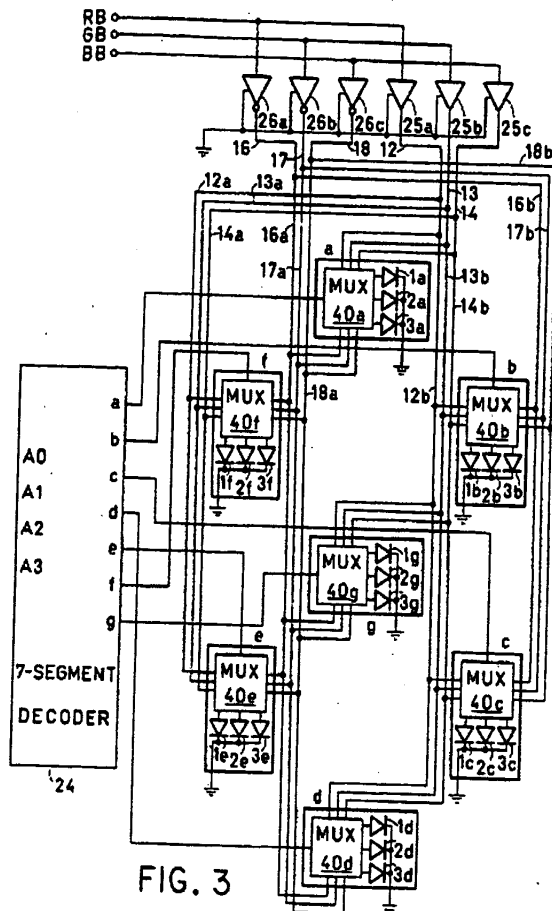 RB
GB
BB
26a 26b 26c 25a 25b 25c
16 17 18 12 18b
12a 13a 13 16b
14a 16a 14 17b
17a a 13b
MUX 1a
40a 2a 14b
3a
f 18a 12b b
MUX MUX
40f 40b
1f 2f 3f 1b 2b 3b
a
b
A0 c
A1 d
A2 e
A3 f
g
MUX 1g
40g 2g
3g
g
e c
MUX MUX
40e 40c
1e 2e 3e 1c 2c 3c
7-SEGMENT
DECODER
24
d
MUX 1d
40d 2d
3d
FIG. 3